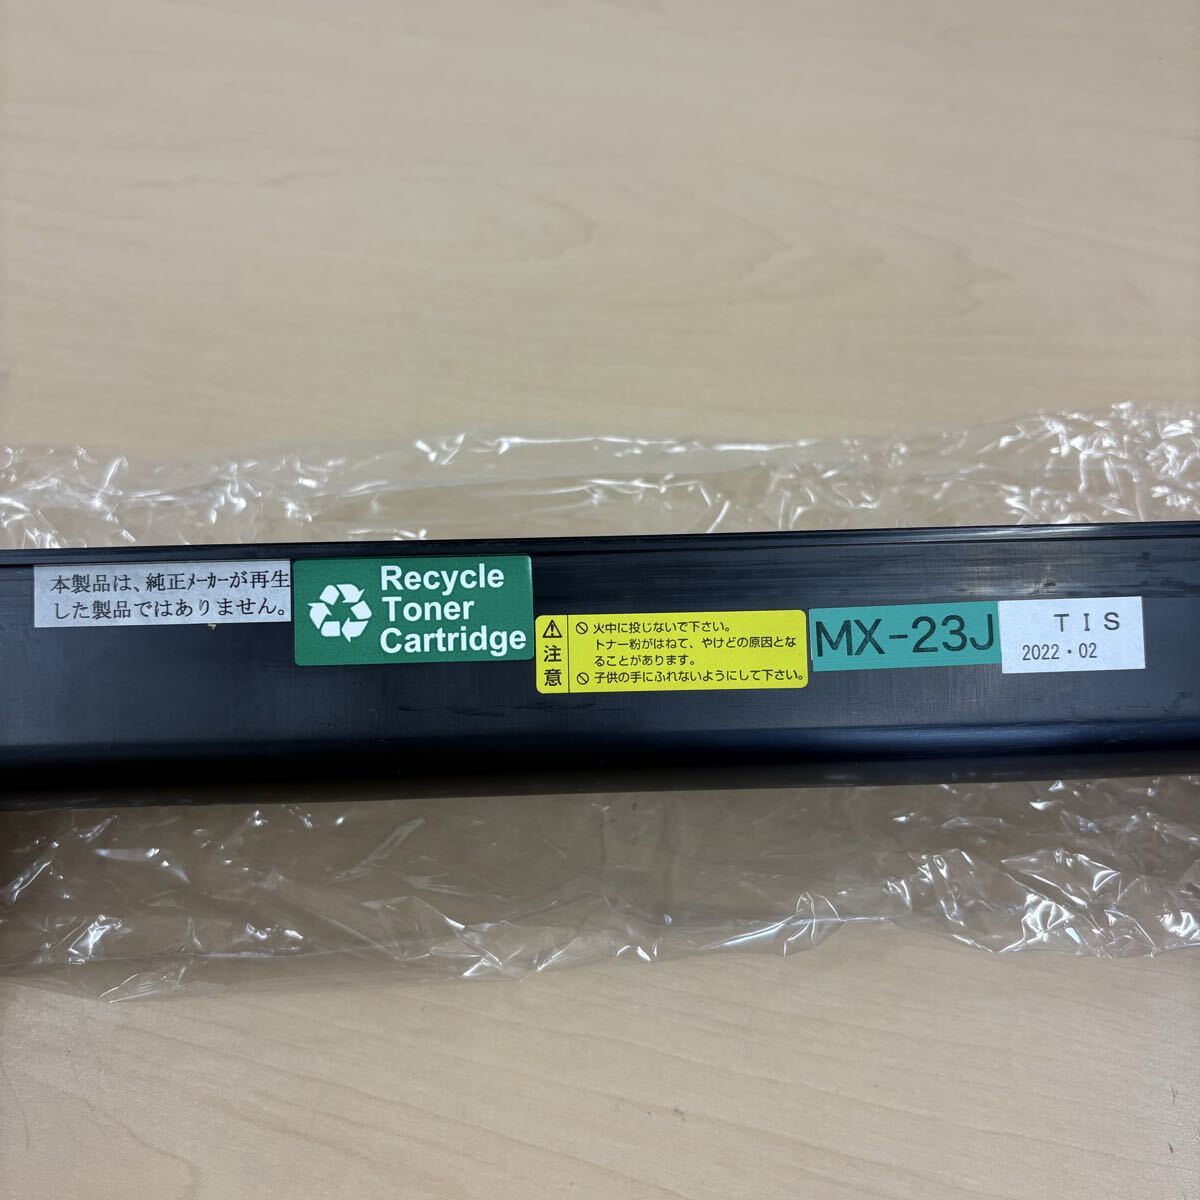 本製品は、純正メーカーが再生
した製品ではありません。
Recycle
Toner
Cartridge
注意
火中に投じないで下さい。
トナー粉がはねて、やけどの原因とな
ることがあります。
子供の手にふれないようにして下さい。
MX-23J
TIS
2022・02